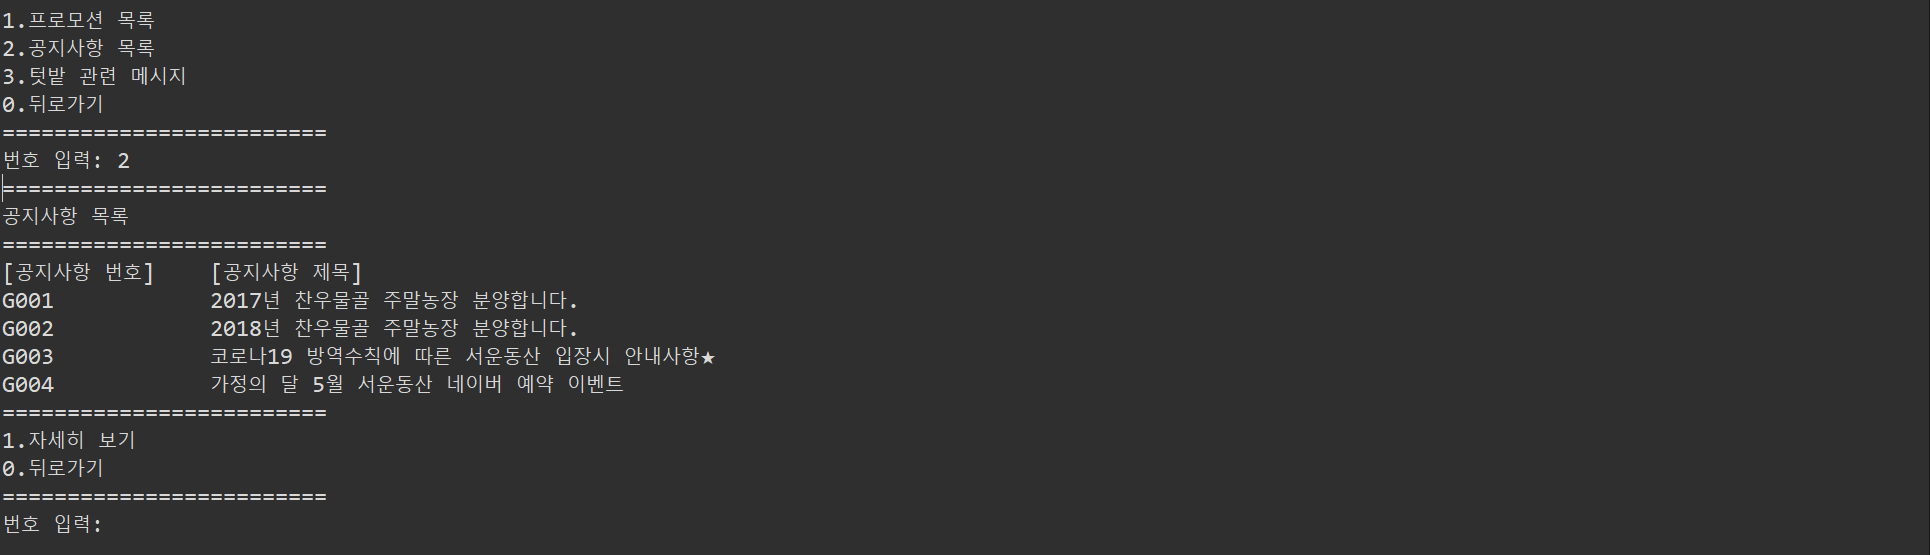 1.프로모션 목록
2.공지사항 목록
3.텃밭 관련 메시지
0.뒤로가기
=========================
번호 입력: 2
=========================
공지사항 목록
=========================
[공지사항 번호]    [공지사항 제목]
G001            2017년 찬우물골 주말농장 분양합니다.
G002            2018년 찬우물골 주말농장 분양합니다.
G003            코로나19 방역수칙에 따른 서운동산 입장시 안내사항★
G004            가정의 달 5월 서운동산 네이버 예약 이벤트
=========================
1.자세히 보기
0.뒤로가기
=========================
번호 입력: